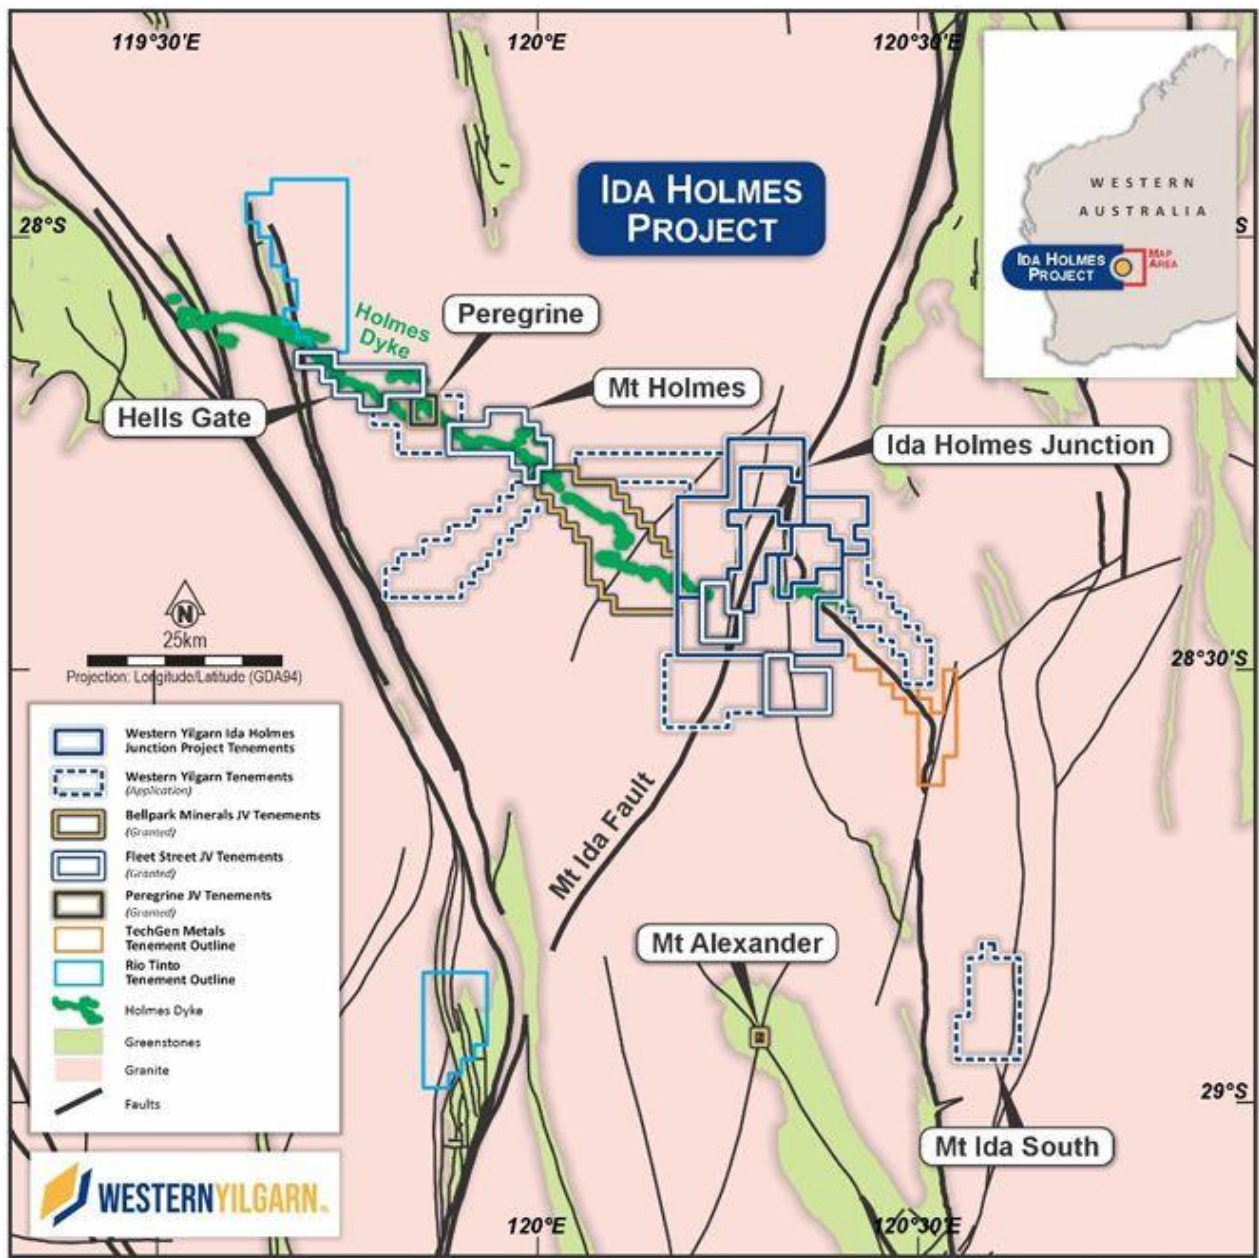 119°30'E
120°E
120°30'E
28°S
S
IDA HOLMES
PROJECT
WESTERN
AUSTRALIA
IDA HOLMES
PROJECT
MAP
AREA
Holmes
Dyke
Peregrine
Mt Holmes
Hells Gate
Ida Holmes Junction
N
25km
Projection: Longitude/Latitude (GDA94)
28°30'S
Western Yilgarn Ida Holmes
Junction Project Tenements
Western Yilgarn Tenements
(Application)
Bellpark Minerals JV Tenements
(Granted)
Fleet Street JV Tenements
(Granted)
Peregrine JV Tenements
(Granted)
TechGen Metals
Tenement Outline
Rio Tinto
Tenement Outline
Holmes Dyke
Greenstones
Granite
Faults
Mt Ida Fault
Mt Alexander
29°S
Mt Ida South
WESTERNYILGARN
120°E
120°30'E